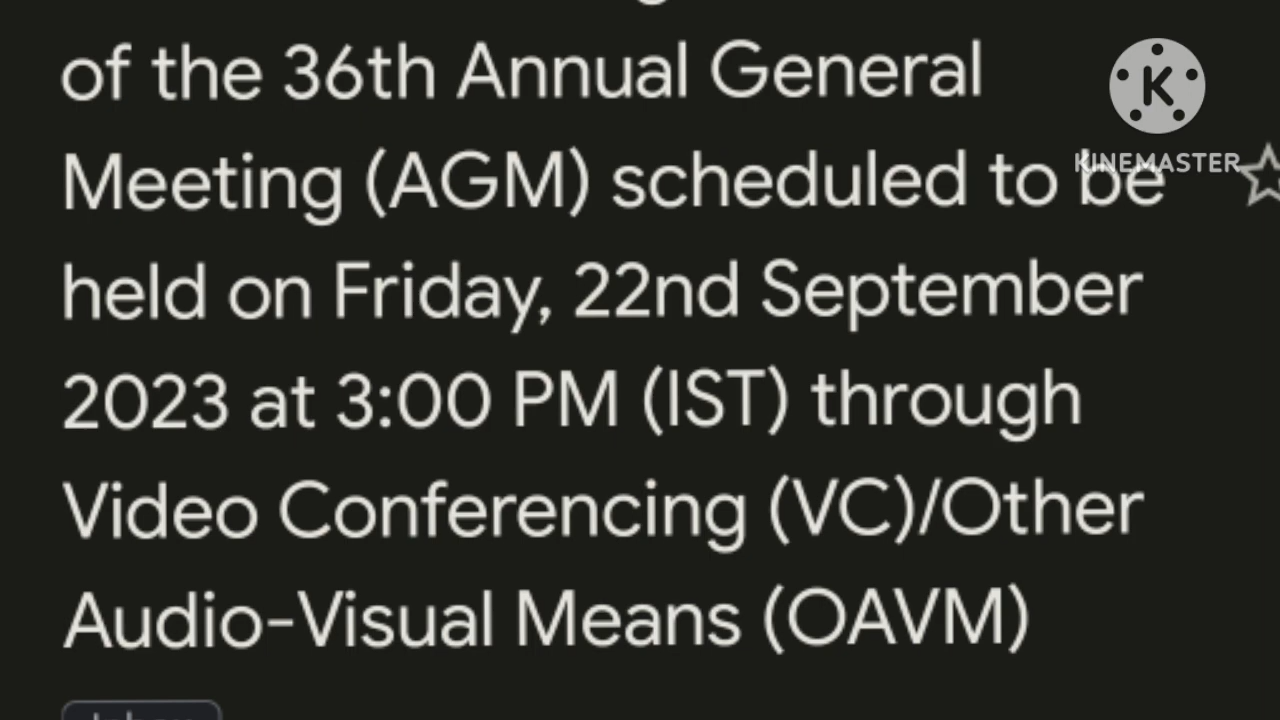 of the 36th Annual General
Meeting (AGM) scheduled to be
held on Friday, 22nd September
2023 at 3:00 PM (IST) through
Video Conferencing (VC)/Other
Audio-Visual Means (OAVM)
K
KINEMASTER